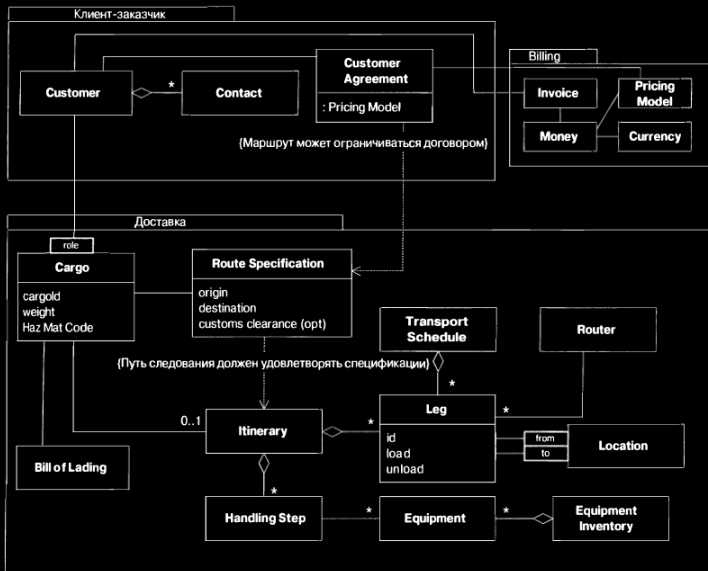 Клиент-заказчик
Customer
*
Contact
Customer
Agreement
: Pricing Model
Billing
Invoice
Pricing
Model
Money
Currency
{Маршрут может ограничиваться договором}
Доставка
role
Cargo
cargoId
weight
Haz Mat Code
Route Specification
origin
destination
customs clearance (opt)
Transport
Schedule
Router
{Путь следования должен удовлетворять спецификации}
*
0..1
Itinerary
*
Leg
id
load
unload
*
from
to
Location
Bill of Lading
*
Handling Step
*
Equipment
*
Equipment
Inventory